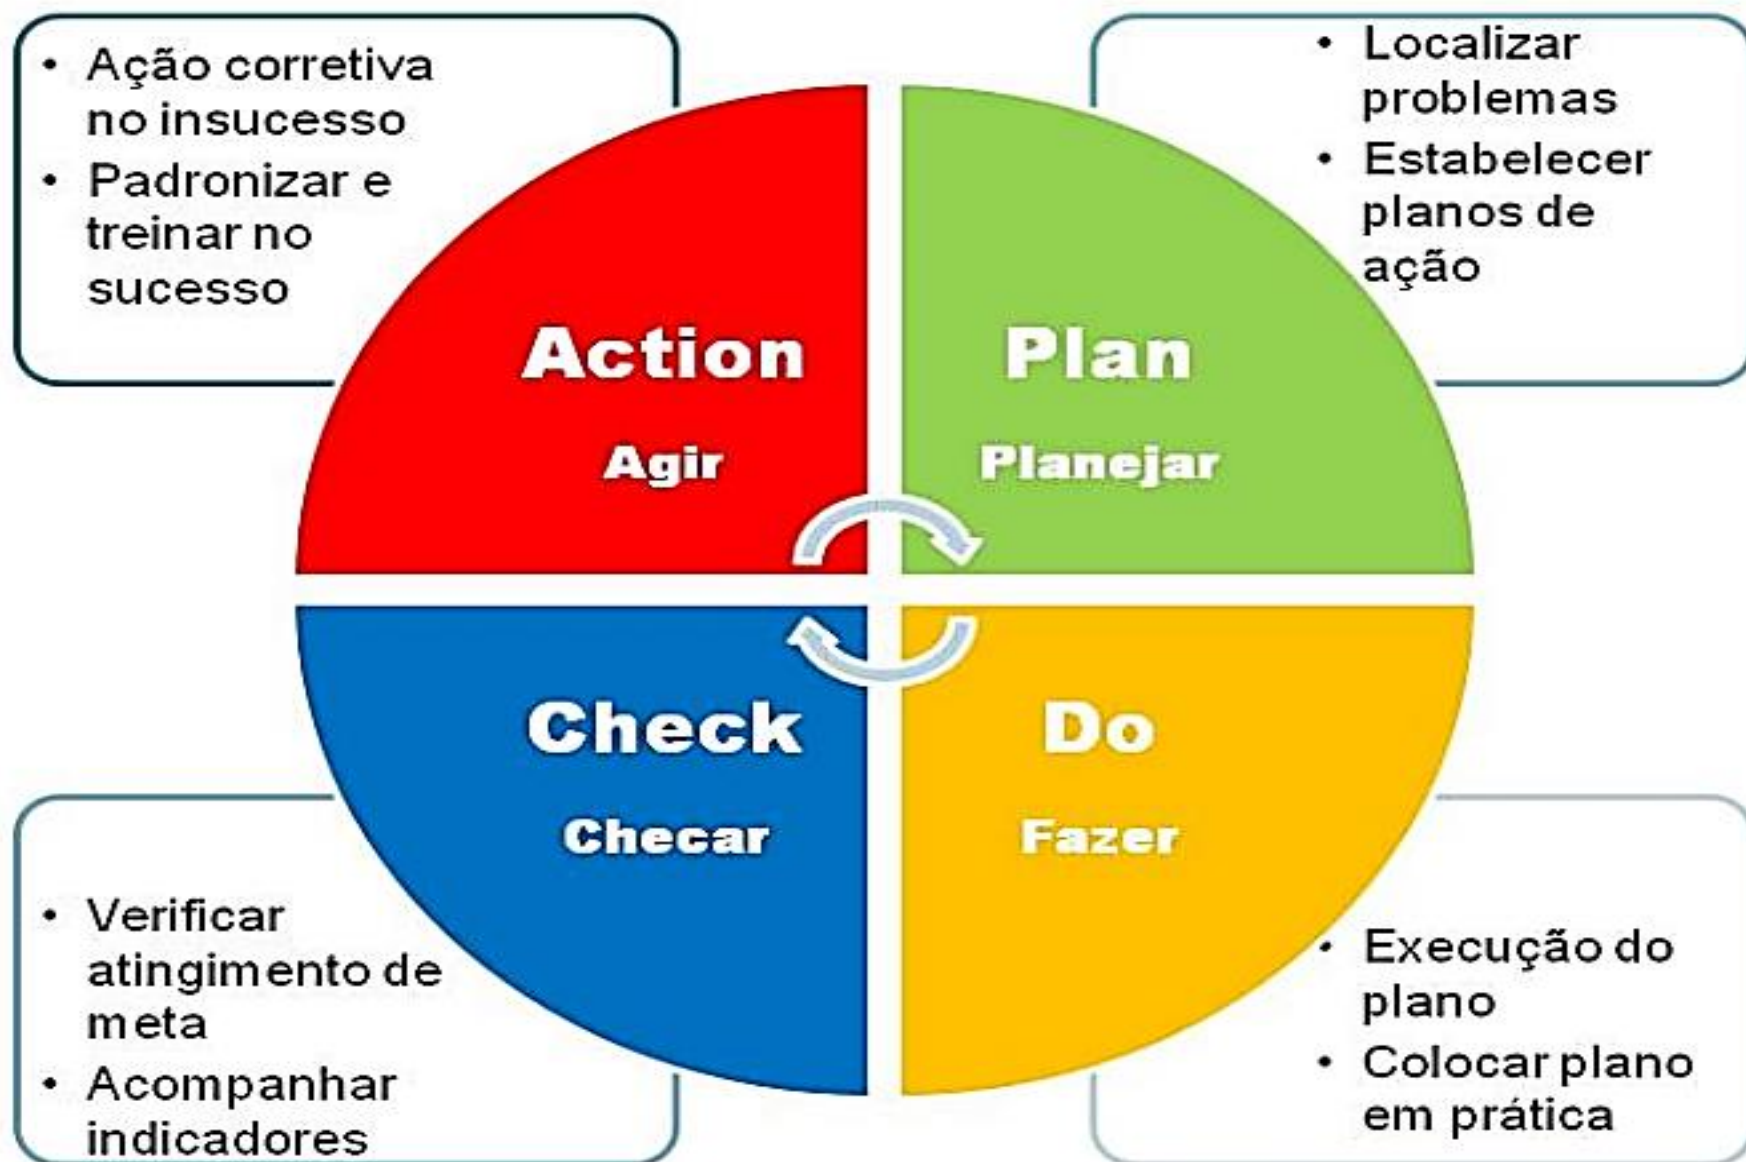 • Ação corretiva
no insucesso
• Padronizar e
treinar no
sucesso
• Localizar
problemas
• Estabelecer
planos de
ação
Action
Agir
Plan
Planejar
Check
Checar
Do
Fazer
• Verificar
atingimento de
meta
• Acompanhar
indicadores
• Execução do
plano
• Colocar plano
em prática